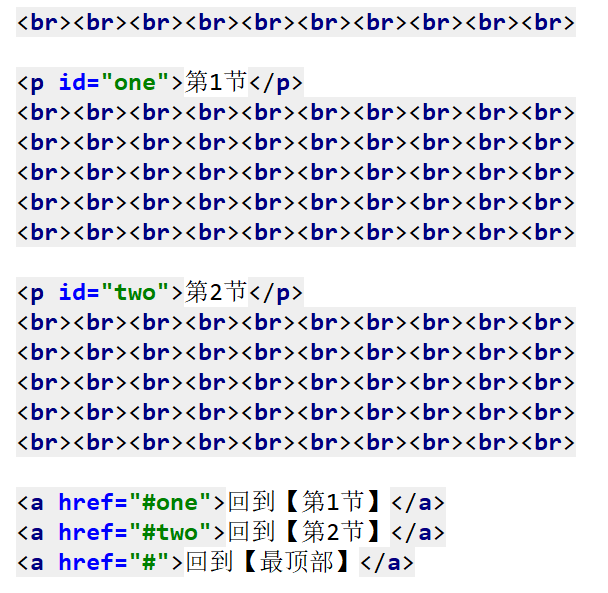 <br><br><br><br><br><br><br><br><br><br>
<p id="one">第1节</p>
<br><br><br><br><br><br><br><br><br><br>
<br><br><br><br><br><br><br><br><br><br>
<br><br><br><br><br><br><br><br><br><br>
<br><br><br><br><br><br><br><br><br><br>
<br><br><br><br><br><br><br><br><br><br>
<p id="two">第2节</p>
<br><br><br><br><br><br><br><br><br><br>
<br><br><br><br><br><br><br><br><br><br>
<br><br><br><br><br><br><br><br><br><br>
<br><br><br><br><br><br><br><br><br><br>
<br><br><br><br><br><br><br><br><br><br>
<a href="#one">回到【第1节】</a>
<a href="#two">回到【第2节】</a>
<a href="#">回到【最顶部】</a>